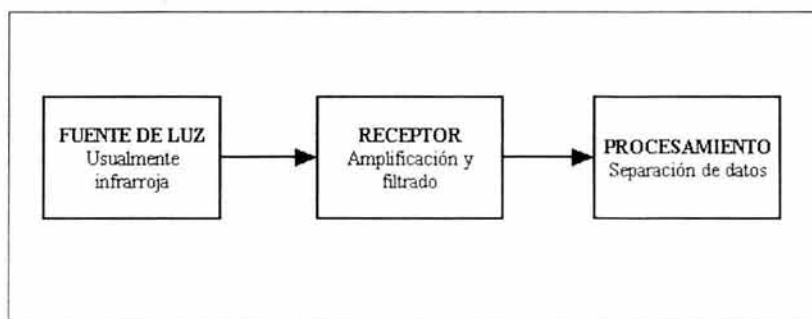 FUENTE DE LUZ
Usualmente
infrarroja
RECEPTOR
Amplificación y
filtrado
PROCESAMIENTO
Separación de datos